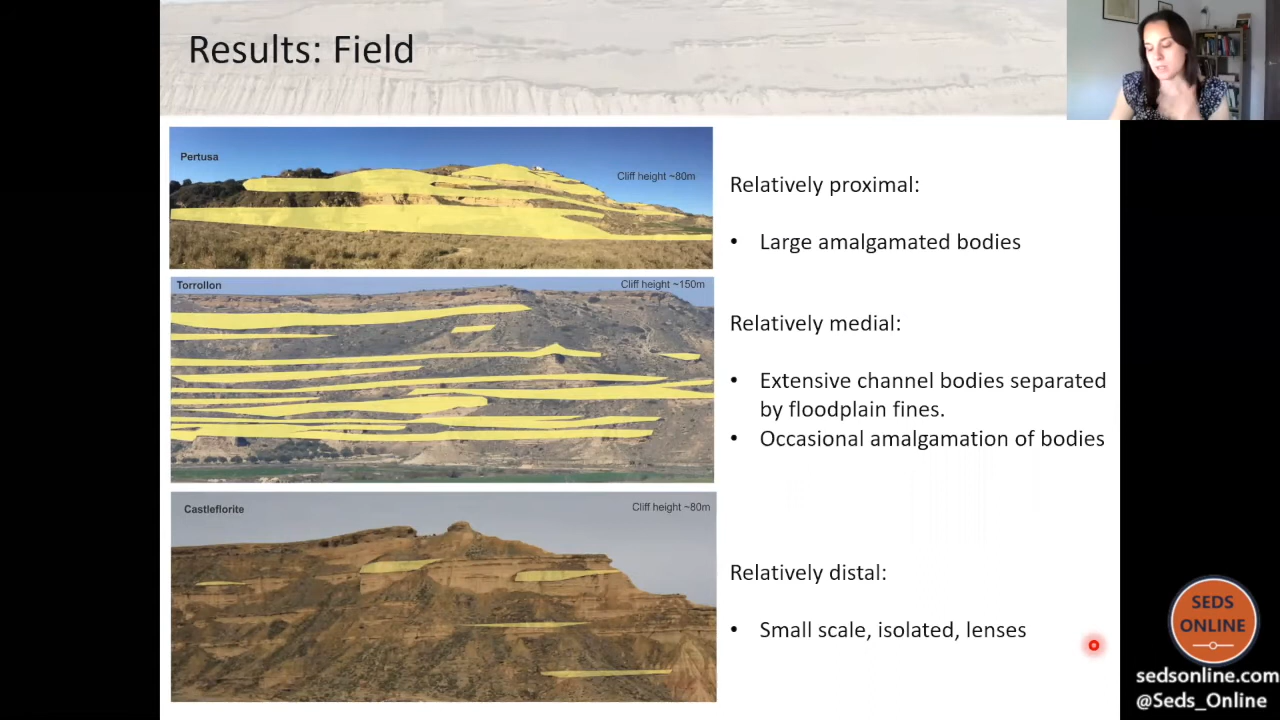 Results: Field
Pertusa
Cliff height ~80m
Relatively proximal:
• Large amalgamated bodies
Torrollon
Cliff height ~150m
Relatively medial:
• Extensive channel bodies separated
by floodplain fines.
• Occasional amalgamation of bodies
Castleflorite
Cliff height ~80m
Relatively distal:
• Small scale, isolated, lenses
SEDS
ONLINE
sedsonline.com
@Seds_Online